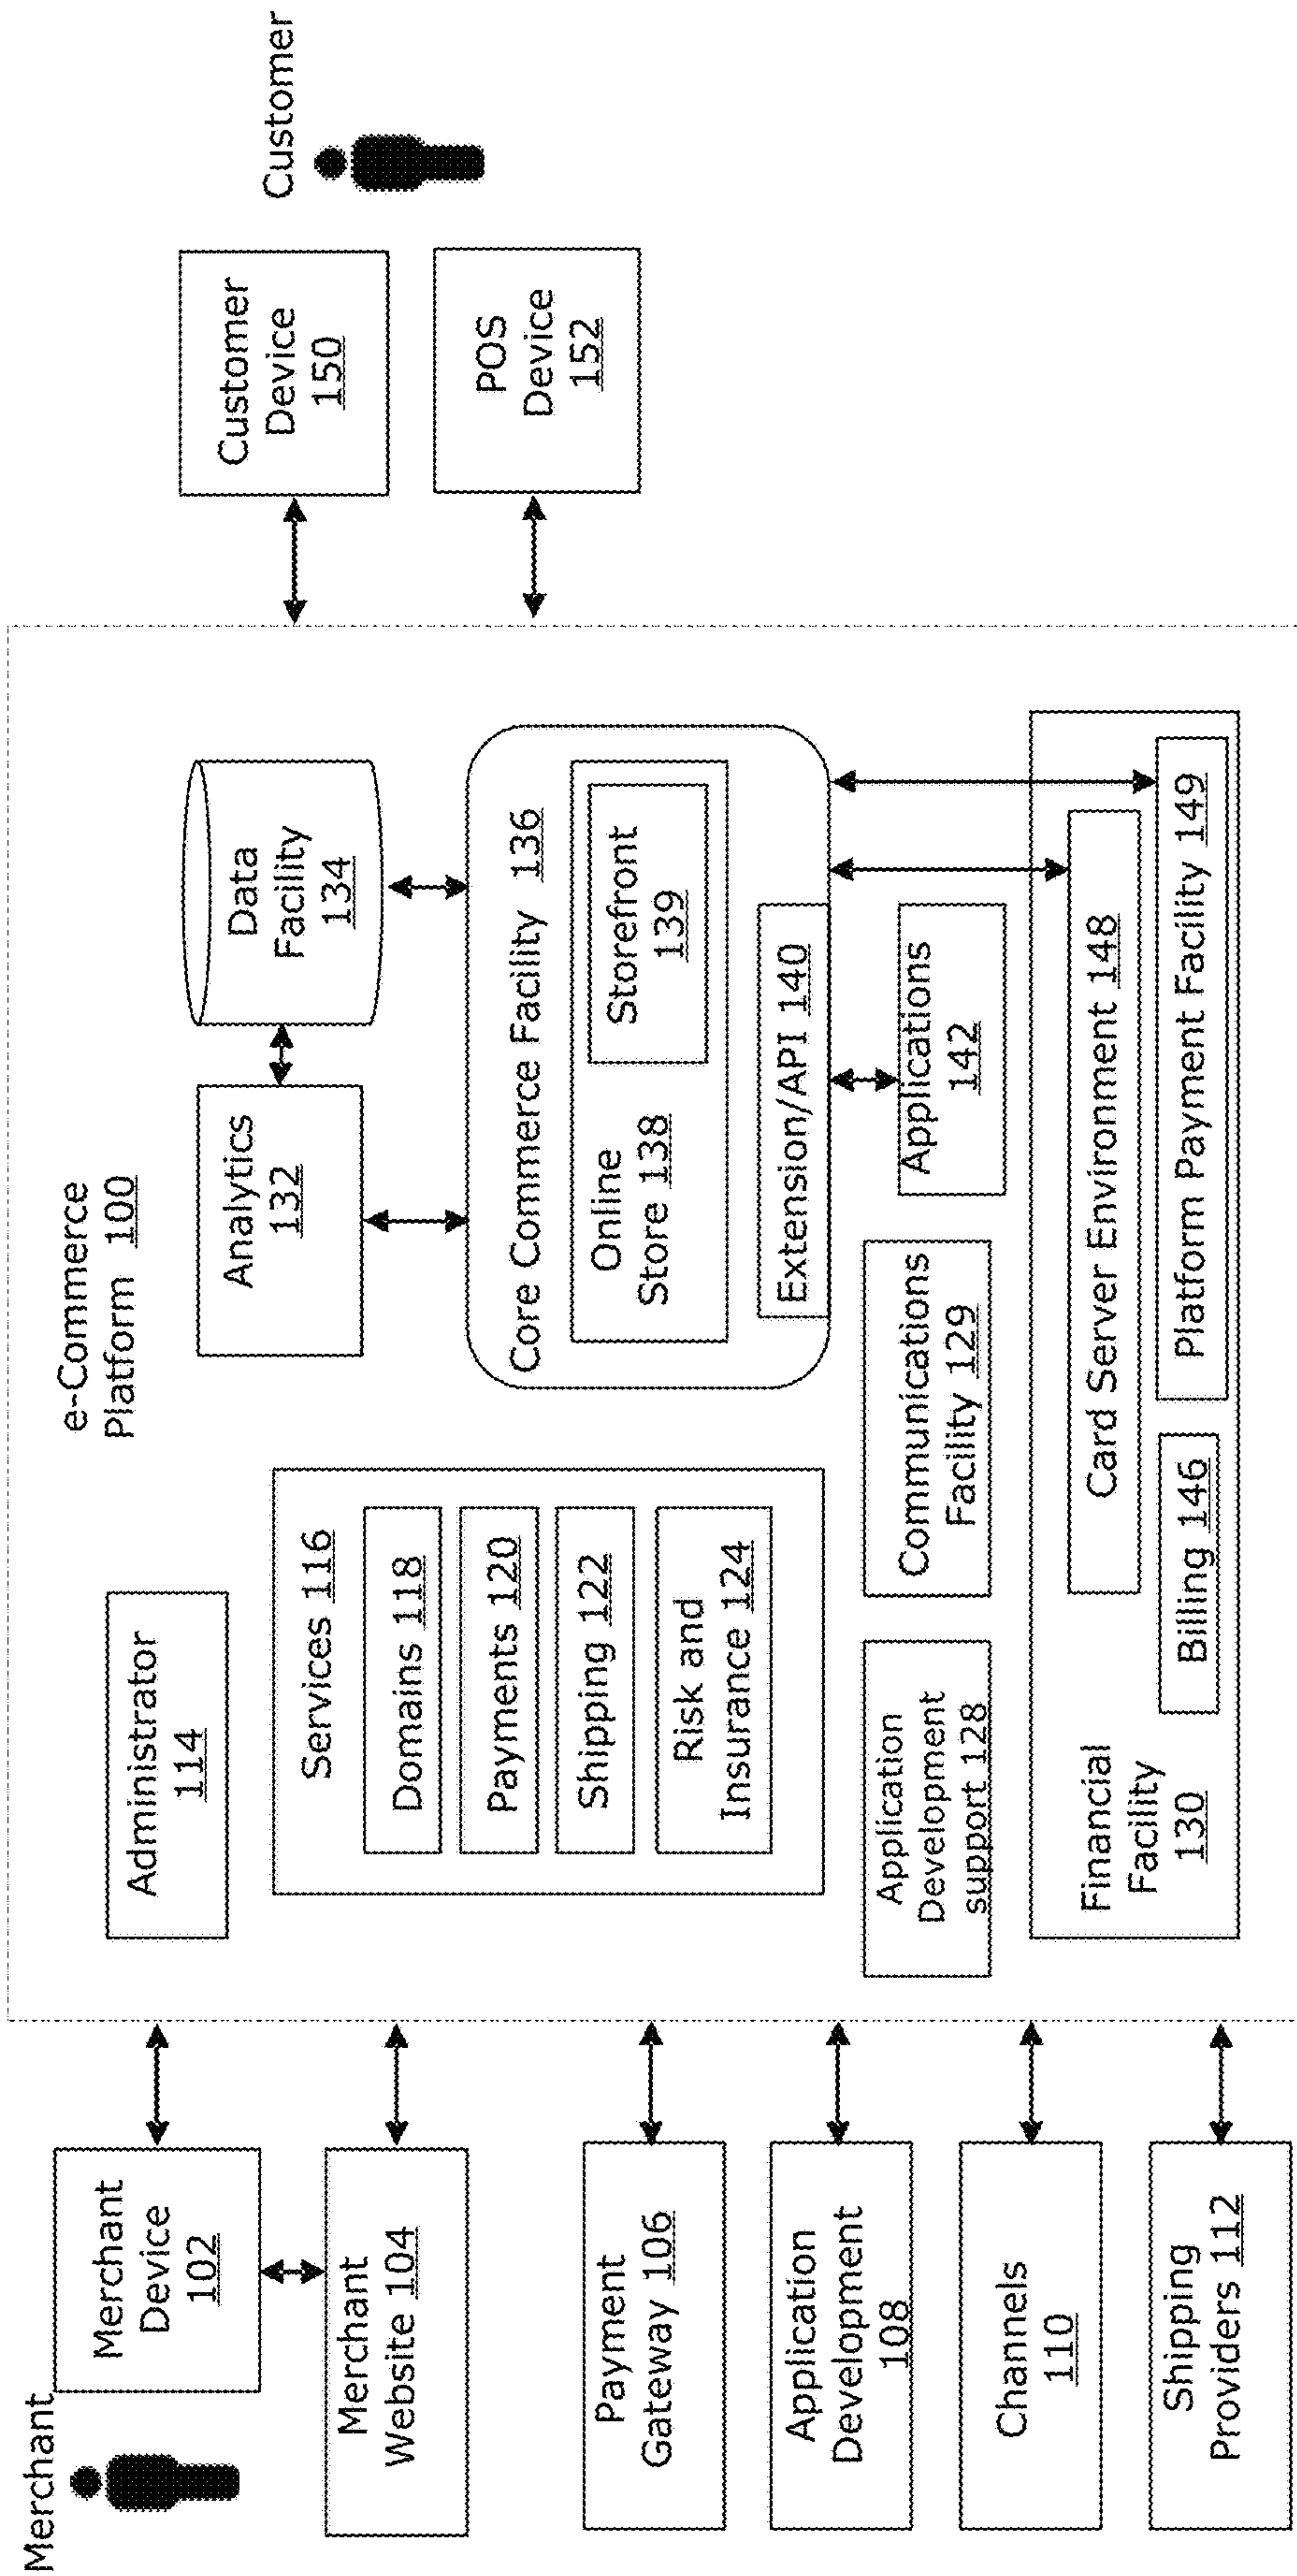 Merchant
Merchant
Device
102
Merchant
Website 104
Payment
Gateway 106
Application
Development
108
Channels
110
Shipping
Providers 112
e-Commerce
Platform 100
Administrator
114
Services 116
Domains 118
Payments 120
Shipping 122
Risk and
Insurance 124
Application
Development
support 128
Communications
Facility 129
Analytics
132
Data
Facility
134
Core Commerce Facility 136
Online
Store 138
Storefront
139
Extension/API 140
Applications
142
Financial
Facility
130
Card Server Environment 148
Billing 146
Platform Payment Facility 149
Customer
Device
150
POS
Device
152
Customer